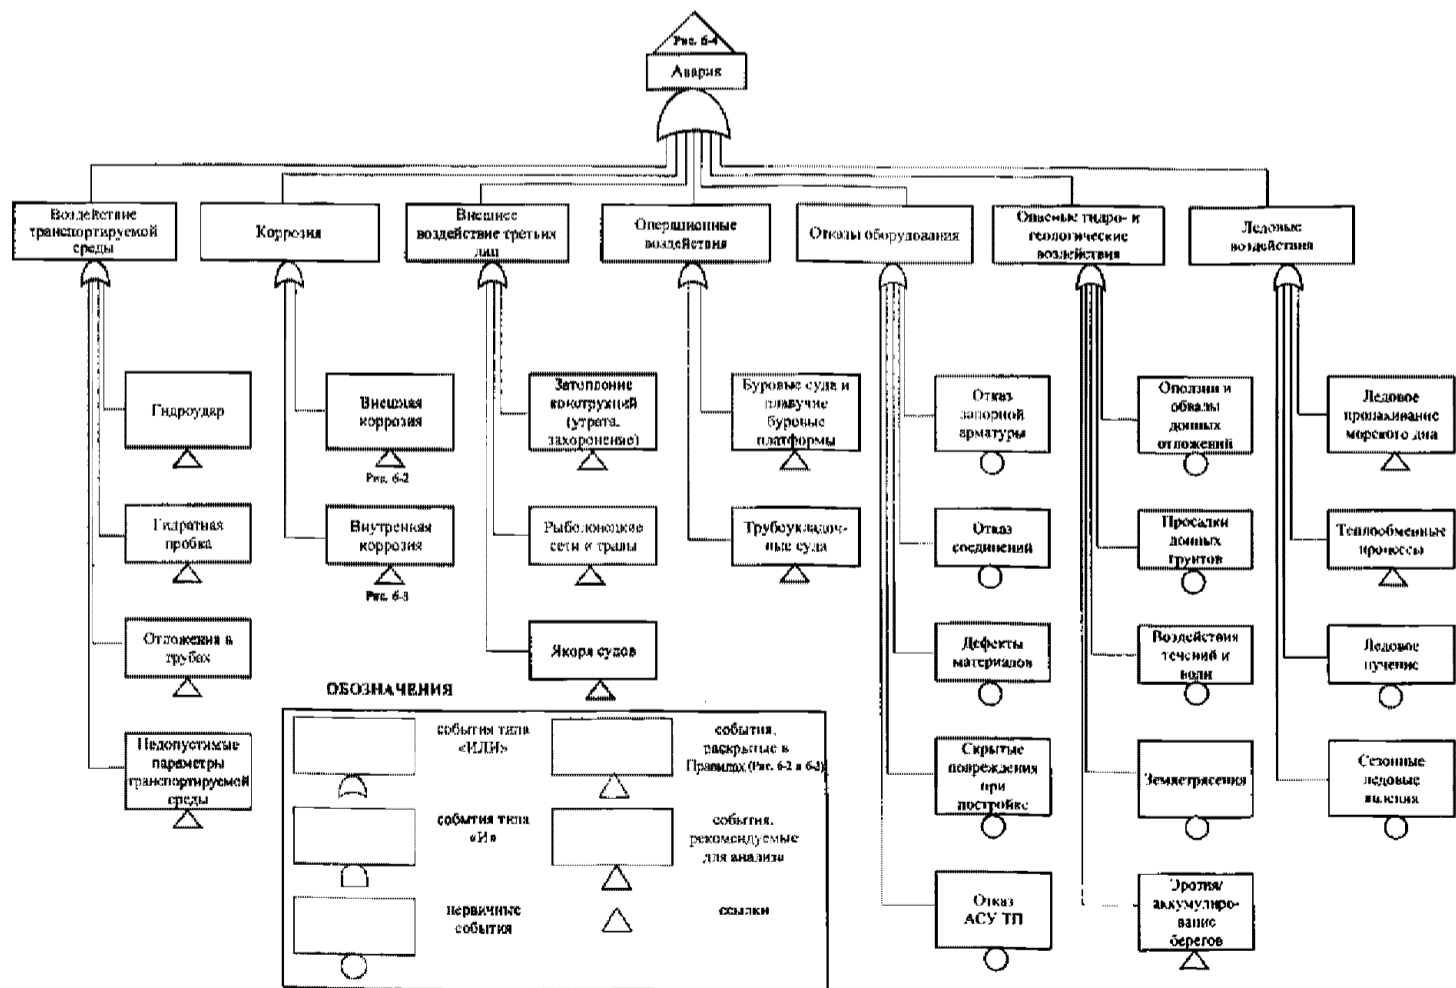 Рис. 6-4
Авария
Воздействие
транспортируемой
среды
Коррозия
Внешнее
воздействие третьих
лиц
Операционные
воздействия
Отказы оборудования
Опасные гидро- и
геологические
воздействия
Ледовые
воздействия
Гидроудар
Внешняя
коррозия
Рис. 6-2
Затопление
конструкций
(утрата,
захоронение)
Буровые суда и
плавучие
буровые
платформы
Отказ
запорной
арматуры
Оползни и
обвалы
донных
отложений
Ледовое
пропахивание
морского дна
Гидратная
пробка
Внутренняя
коррозия
Рис. 6-3
Рыболовецкие
сети и тралы
Трубоукладоч-
ные суда
Отказ
соединений
Просадки
донных
грунтов
Теплообменные
процессы
Отложения в
трубах
Якоря судов
Дефекты
материалов
Воздействия
течений и
волн
Ледовое
пучение
Недопустимые
параметры
транспортируемой
среды
Скрытые
повреждения
при
постройке
Землетрясения
Сезонные
ледовые
явления
Отказ
АСУ ТП
Эрозия/
аккумулиро-
вание
берегов
ОБОЗНАЧЕНИЯ
события типа
«ИЛИ»
события,
раскрытые в
Правилах (Рис. 6-2 и 6-3)
события типа
«И»
события,
рекомендуемые
для анализа
первичные
события
ссылки